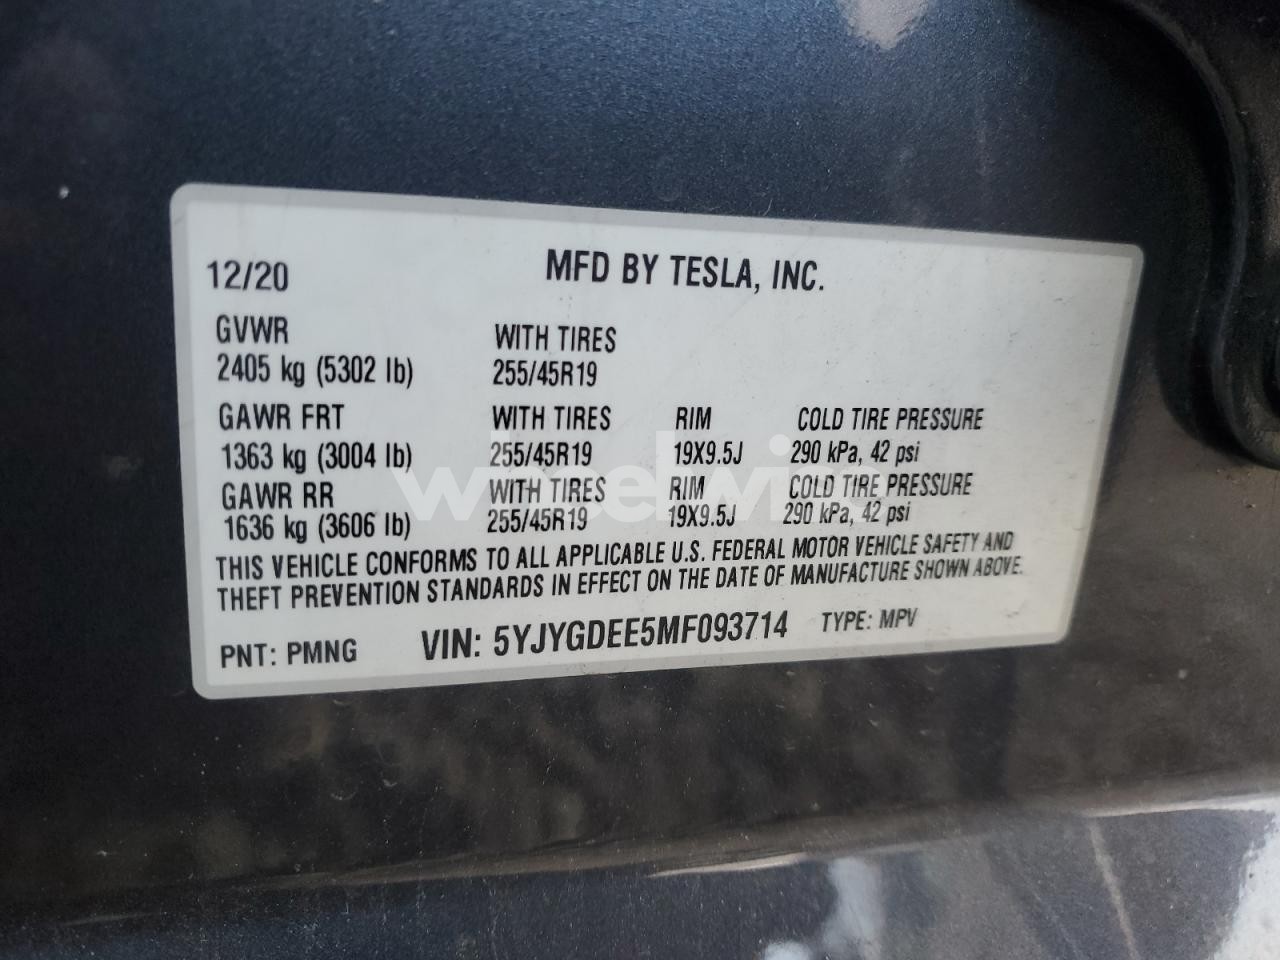 12/20 MFD BY TESLA, INC.
GVWR WITH TIRES
2405 kg (5302 lb) 255/45R19
GAWR FRT WITH TIRES RIM COLD TIRE PRESSURE
1363 kg (3004 lb) 255/45R19 19X9.5J 290 kPa, 42 psi
GAWR RR WITH TIRES RIM COLD TIRE PRESSURE
1636 kg (3606 lb) 255/45R19 19X9.5J 290 kPa, 42 psi
wheelwise
THIS VEHICLE CONFORMS TO ALL APPLICABLE U.S. FEDERAL MOTOR VEHICLE SAFETY AND
THEFT PREVENTION STANDARDS IN EFFECT ON THE DATE OF MANUFACTURE SHOWN ABOVE.
PNT: PMNG VIN: 5YJYGDEE5MF093714 TYPE: MPV